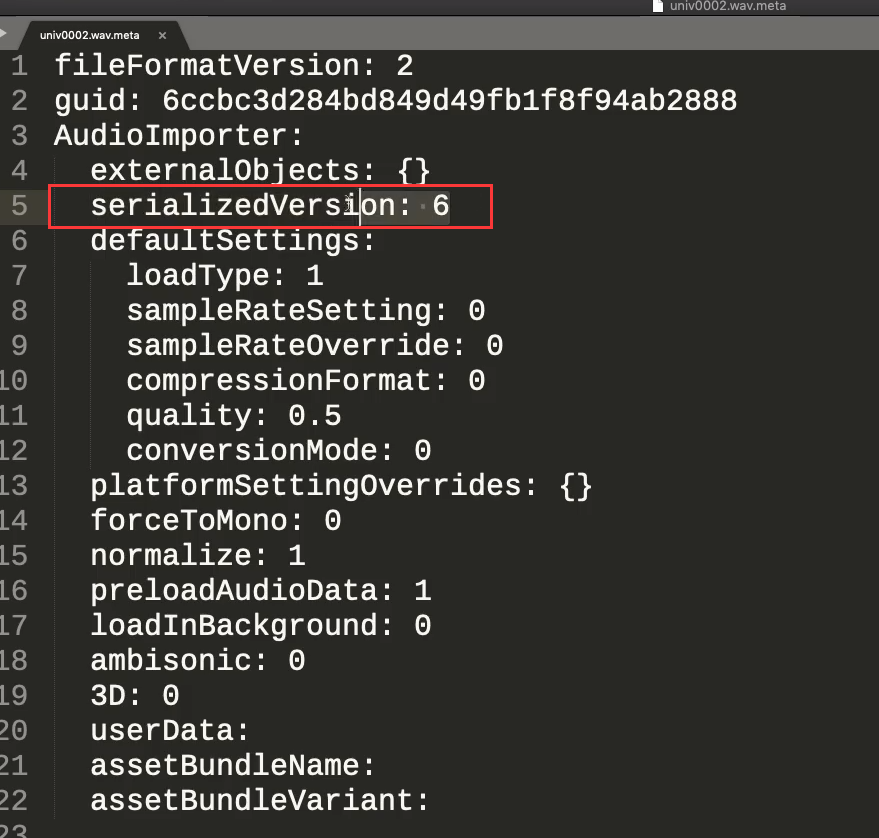 univ0002.wav.meta
univ0002.wav.meta ×
1 fileFormatVersion: 2
2 guid: 6ccbc3d284bd849d49fb1f8f94ab2888
3 AudioImporter:
4   externalObjects: {}
5   serializedVersion: 6
6   defaultSettings:
7     loadType: 1
8     sampleRateSetting: 0
9     sampleRateOverride: 0
10     compressionFormat: 0
11     quality: 0.5
12     conversionMode: 0
13   platformSettingOverrides: {}
14   forceToMono: 0
15   normalize: 1
16   preloadAudioData: 1
17   loadInBackground: 0
18   ambisonic: 0
19   3D: 0
20   userData:
21   assetBundleName:
22   assetBundleVariant:
23